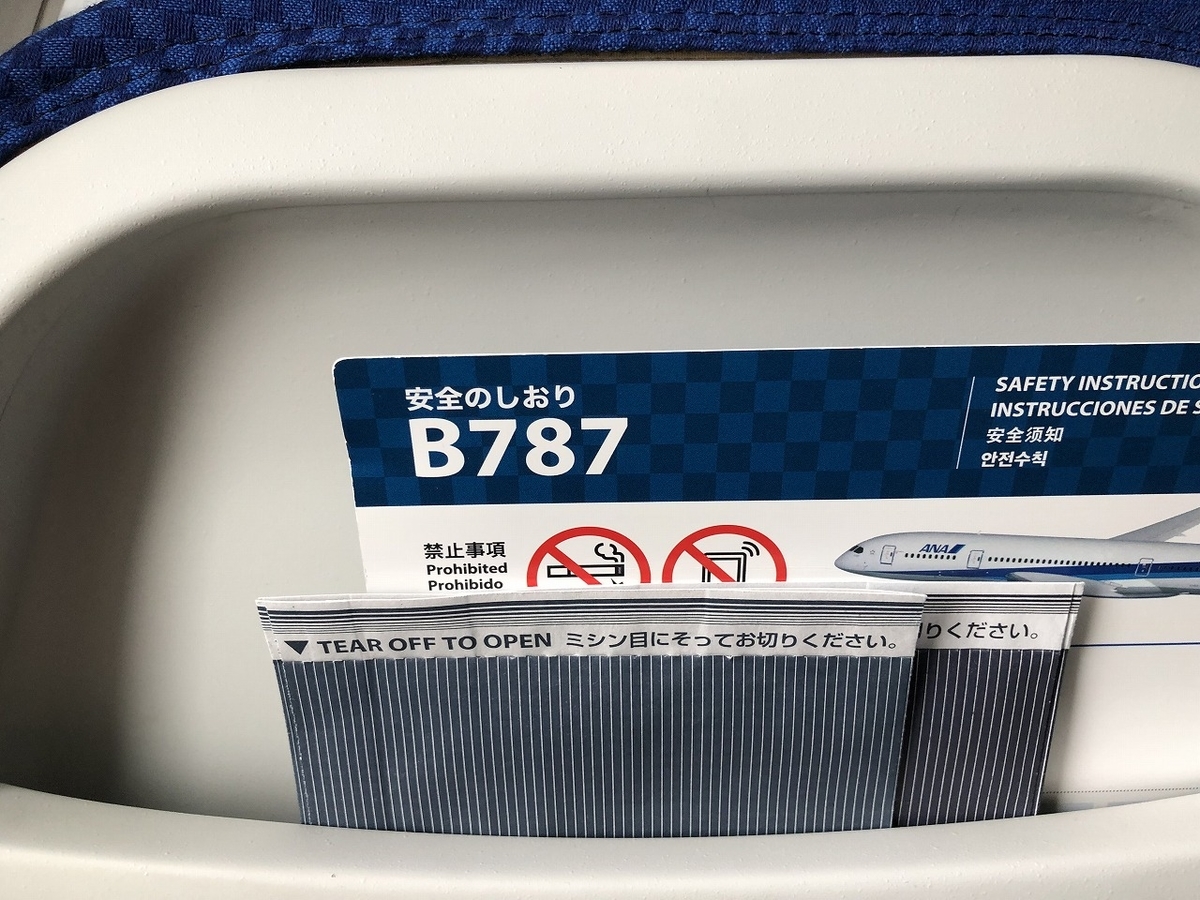 安全のしおり
B787
SAFETY INSTRUCTIO
INSTRUCCIONES DE S
安全须知
안전수칙
禁止事項
Prohibited
Prohibido
ANA
▼ TEAR OFF TO OPEN ミシン目にそってお切りください。
りください。